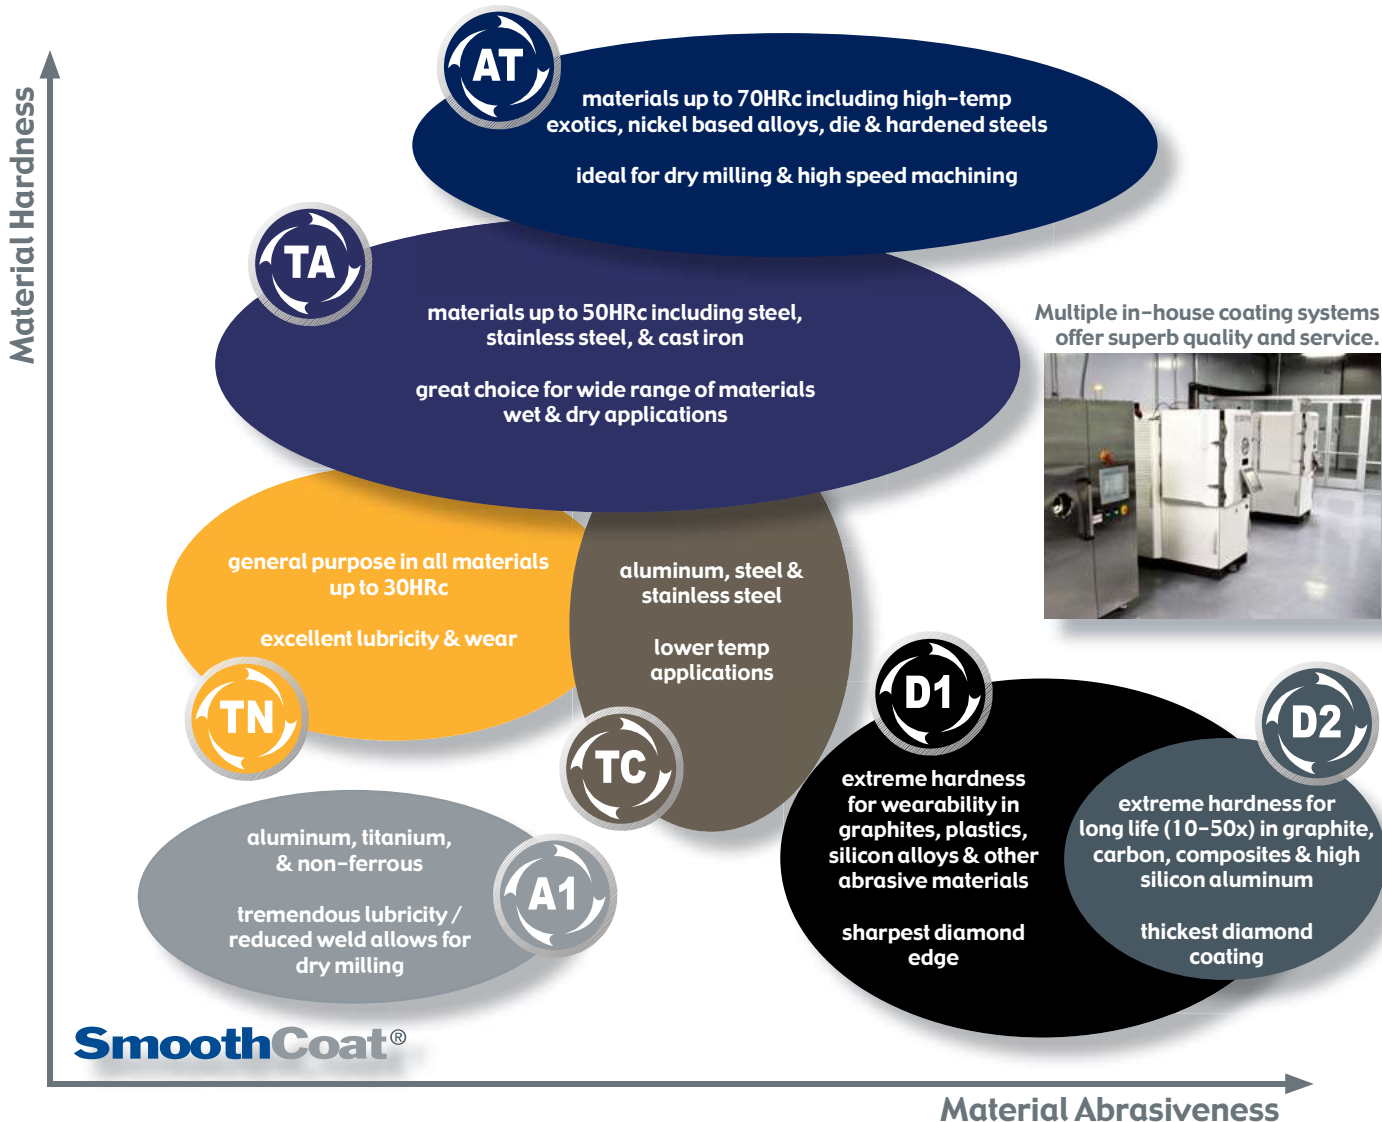 AT
materials up to 70HRc including high-temp
exotics, nickel based alloys, die & hardened steels
ideal for dry milling & high speed machining
Material Hardness
TA
materials up to 50HRc including steel,
stainless steel, & cast iron
great choice for wide range of materials
wet & dry applications
Multiple in-house coating systems
offer superb quality and service.
general purpose in all materials
up to 30HRc
excellent lubricity & wear
TN
aluminum, steel &
stainless steel
lower temp
applications
TC
D1
extreme hardness
for wearability in
graphites, plastics,
silicon alloys & other
abrasive materials
sharpest diamond
edge
D2
extreme hardness for
long life (10-50x) in graphite,
carbon, composites & high
silicon aluminum
thickest diamond
coating
aluminum, titanium,
& non-ferrous
tremendous lubricity /
reduced weld allows for
dry milling
A1
SmoothCoat®
Material Abrasiveness